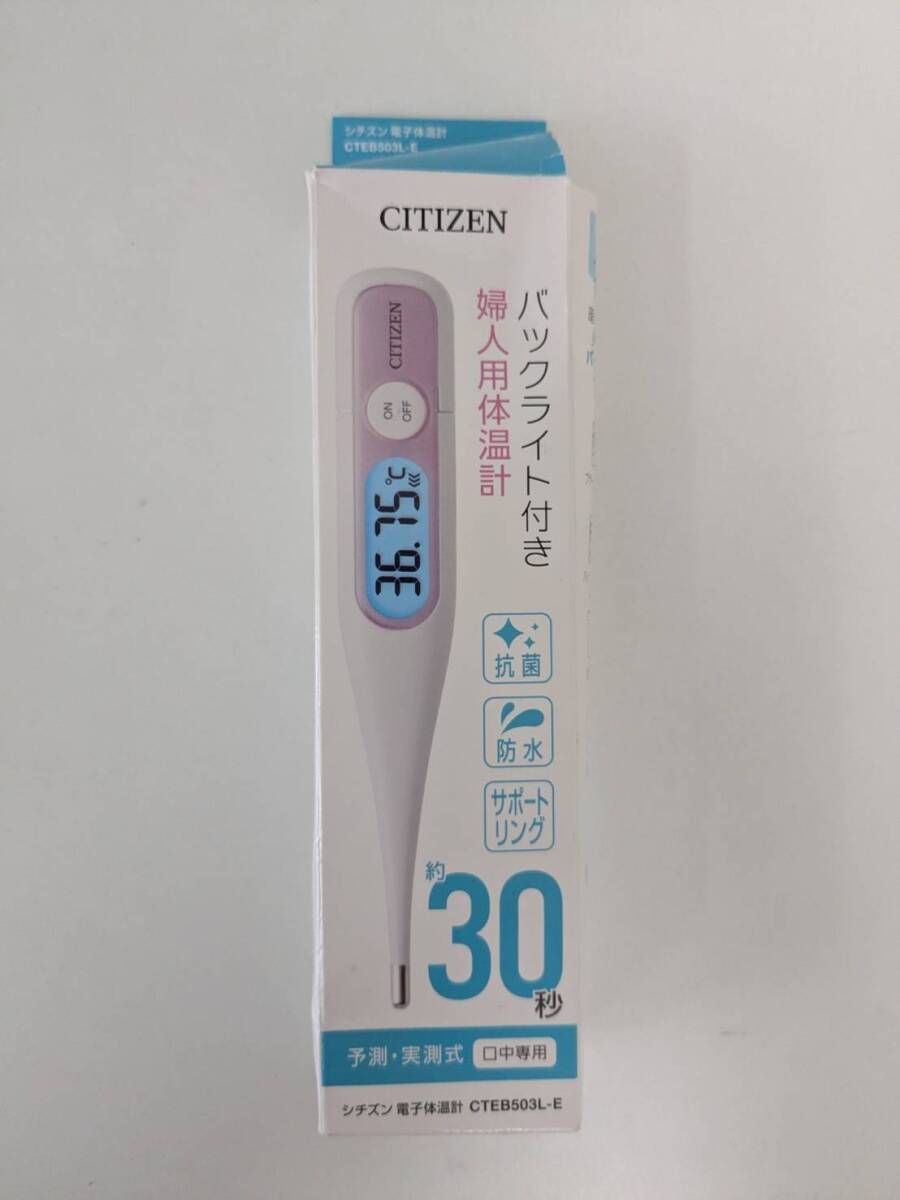 シチズン 電子体温計
CTEB503L-E
CITIZEN
バックライト付き
婦人用体温計
CITIZEN
ON
OFF
36.75℃
抗菌
防水
サポート
リング
約
30
秒
予測・実測式
口中専用
シチズン 電子体温計 CTEB503L-E